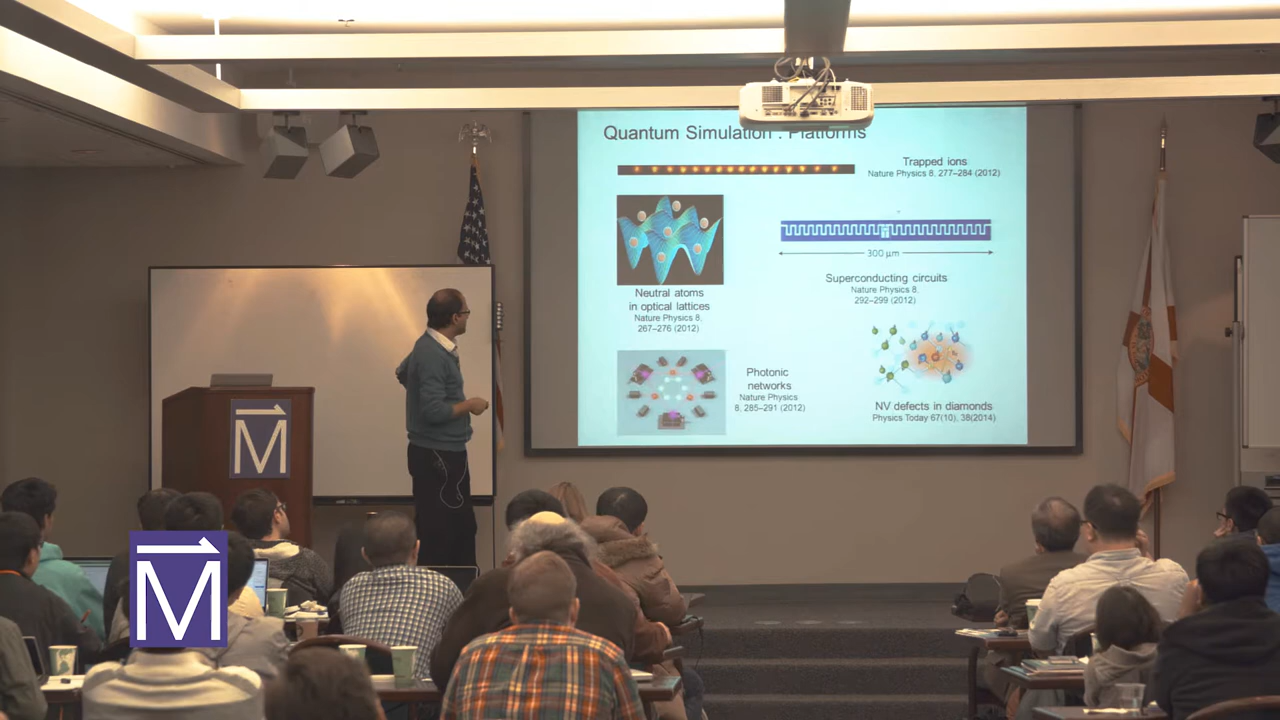 Quantum Simulation : Platforms
Trapped ions
Nature Physics 8, 277–284 (2012)
300 μm
Superconducting circuits
Nature Physics 8,
292–299 (2012)
Neutral atoms
in optical lattices
Nature Physics 8,
267–276 (2012)
Photonic
networks
Nature Physics
8, 285–291 (2012)
NV defects in diamonds
Physics Today 67(10), 38(2014)
M
M